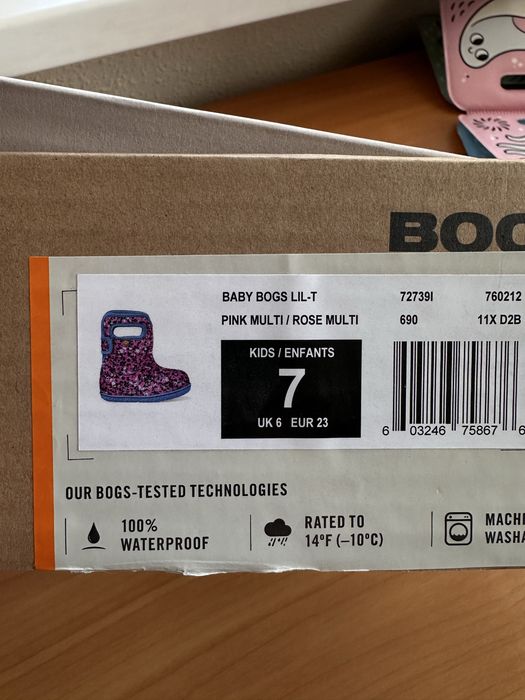 BOG
BABY BOGS LIL-T 72739I 760212
PINK MULTI / ROSE MULTI 690 11X D2B
KIDS / ENFANTS
7
UK 6 EUR 23
6 03246 75867 6
OUR BOGS-TESTED TECHNOLOGIES
100%
WATERPROOF
RATED TO
14°F (–10°C)
MACHI
WASHA